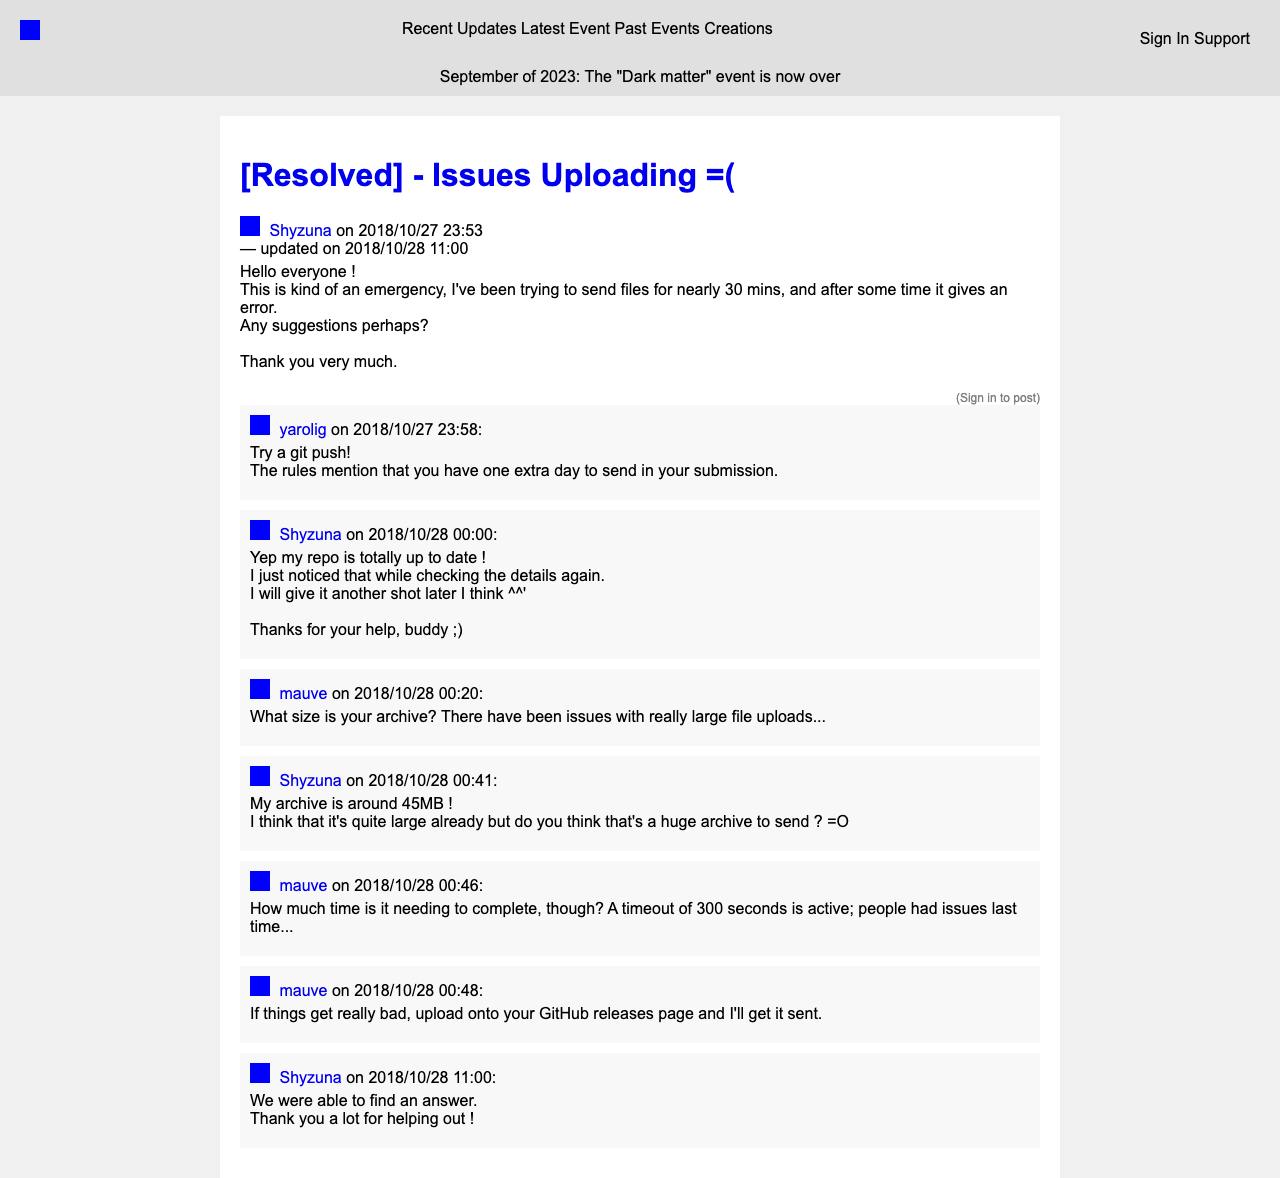 Recent Updates Latest Event Past Events Creations
Sign In Support
September of 2023: The "Dark matter" event is now over
[Resolved] - Issues Uploading =(
Shyzuna on 2018/10/27 23:53
— updated on 2018/10/28 11:00
Hello everyone !
This is kind of an emergency, I've been trying to send files for nearly 30 mins, and after some time it gives an
error.
Any suggestions perhaps?
Thank you very much.
(Sign in to post)
yarolig on 2018/10/27 23:58:
Try a git push!
The rules mention that you have one extra day to send in your submission.
Shyzuna on 2018/10/28 00:00:
Yep my repo is totally up to date !
I just noticed that while checking the details again.
I will give it another shot later I think ^^'
Thanks for your help, buddy ;)
mauve on 2018/10/28 00:20:
What size is your archive? There have been issues with really large file uploads...
Shyzuna on 2018/10/28 00:41:
My archive is around 45MB !
I think that it's quite large already but do you think that's a huge archive to send ? =O
mauve on 2018/10/28 00:46:
How much time is it needing to complete, though? A timeout of 300 seconds is active; people had issues last
time...
mauve on 2018/10/28 00:48:
If things get really bad, upload onto your GitHub releases page and I'll get it sent.
Shyzuna on 2018/10/28 11:00:
We were able to find an answer.
Thank you a lot for helping out !